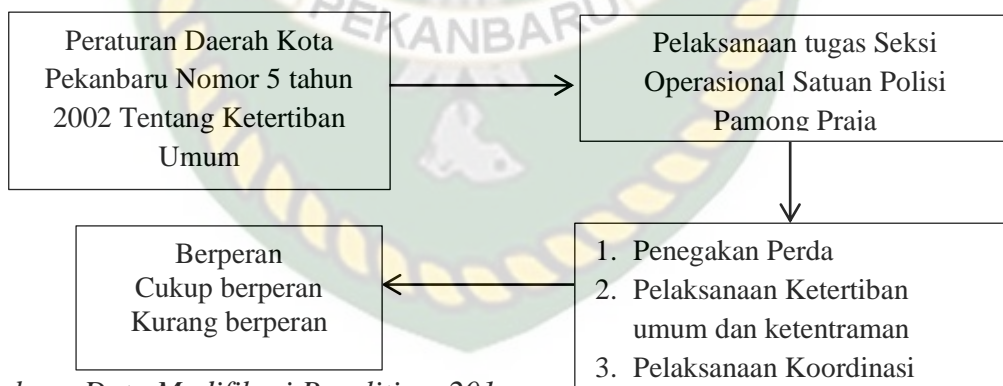 PEKANBARU
Peraturan Daerah Kota
Pekanbaru Nomor 5 tahun
2002 Tentang Ketertiban
Umum
Pelaksanaan tugas Seksi
Operasional Satuan Polisi
Pamong Praja
1. Penegakan Perda
2. Pelaksanaan Ketertiban
umum dan ketentraman
3. Pelaksanaan Koordinasi
Berperan
Cukup berperan
Kurang berperan